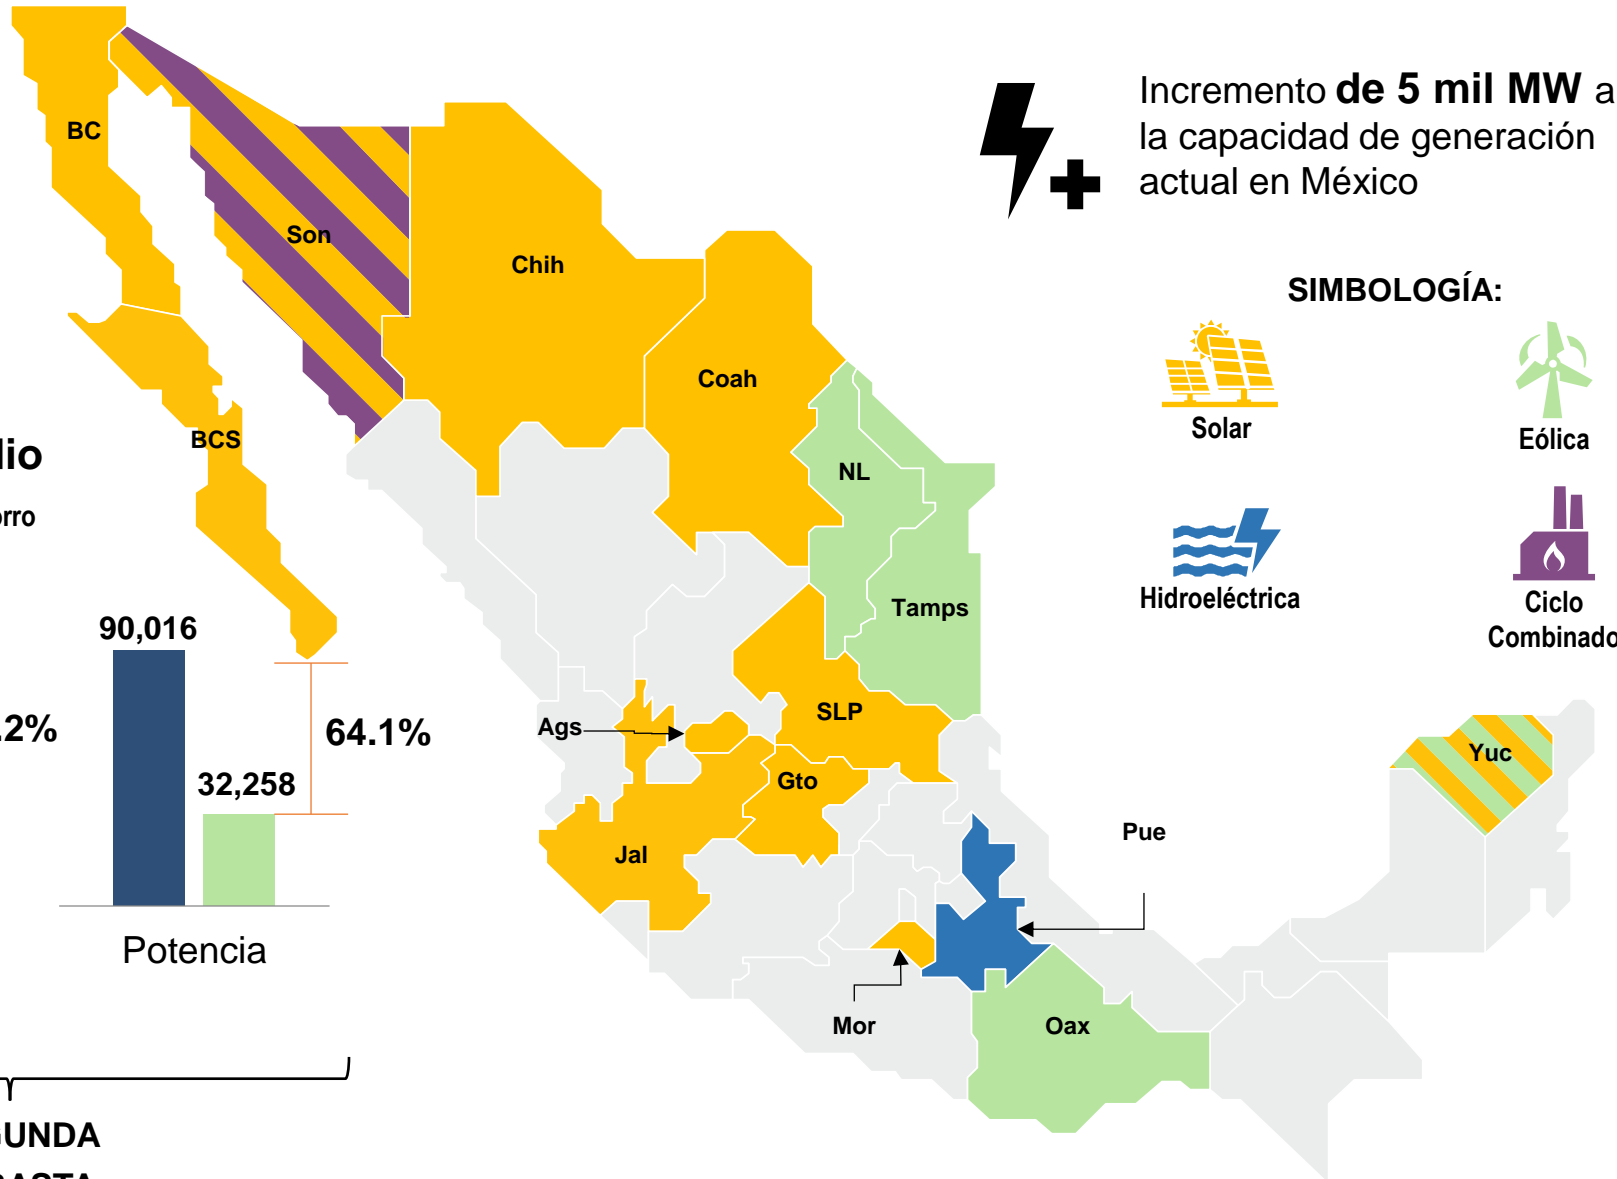 Incremento de 5 mil MW a
la capacidad de generación
actual en México
SIMBOLOGÍA:
Solar
Eólica
Hidroeléctrica
Ciclo
Combinado
BC
Son
Chih
Coah
BCS
NL
Tamps
SLP
Ags
Gto
Jal
Yuc
Pue
Mor
Oax
90,016
32,258
64.1%
.2%
Potencia